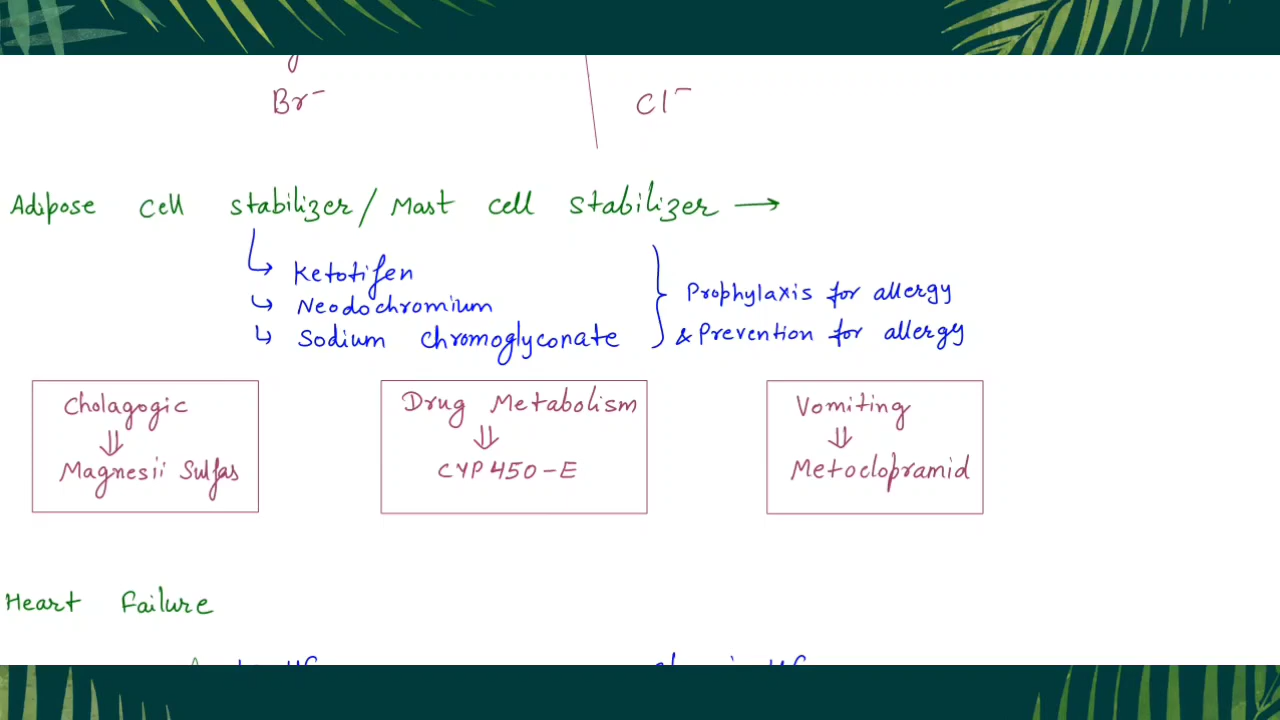 Br⁻
Cl⁻
Adipose cell stabilizer / Mast cell stabilizer →
↳ Ketotifen
↳ Neodochromium
↳ Sodium chromoglyconate
Prophylaxis for allergy
& Prevention for allergy
Cholagogic
⇓
Magnesii Sulfas
Drug Metabolism
⇓
CYP450-E
Vomiting
⇓
Metoclopramid
Heart Failure